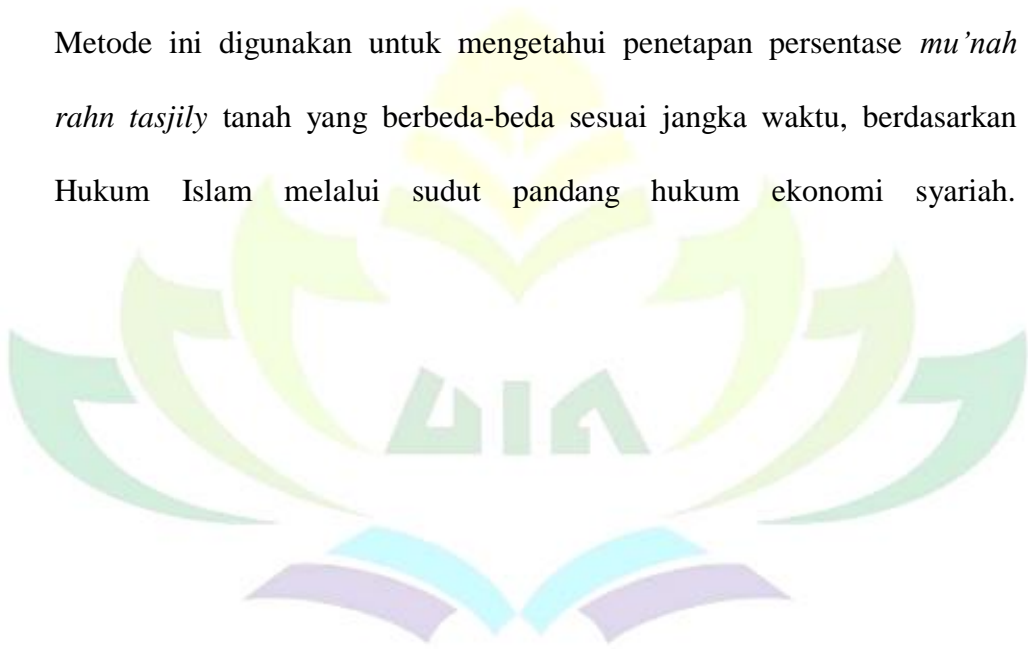 Metode ini digunakan untuk mengetahui penetapan persentase mu’nah
rahn tasjily tanah yang berbeda-beda sesuai jangka waktu, berdasarkan
Hukum Islam melalui sudut pandang hukum ekonomi syariah.
UIN